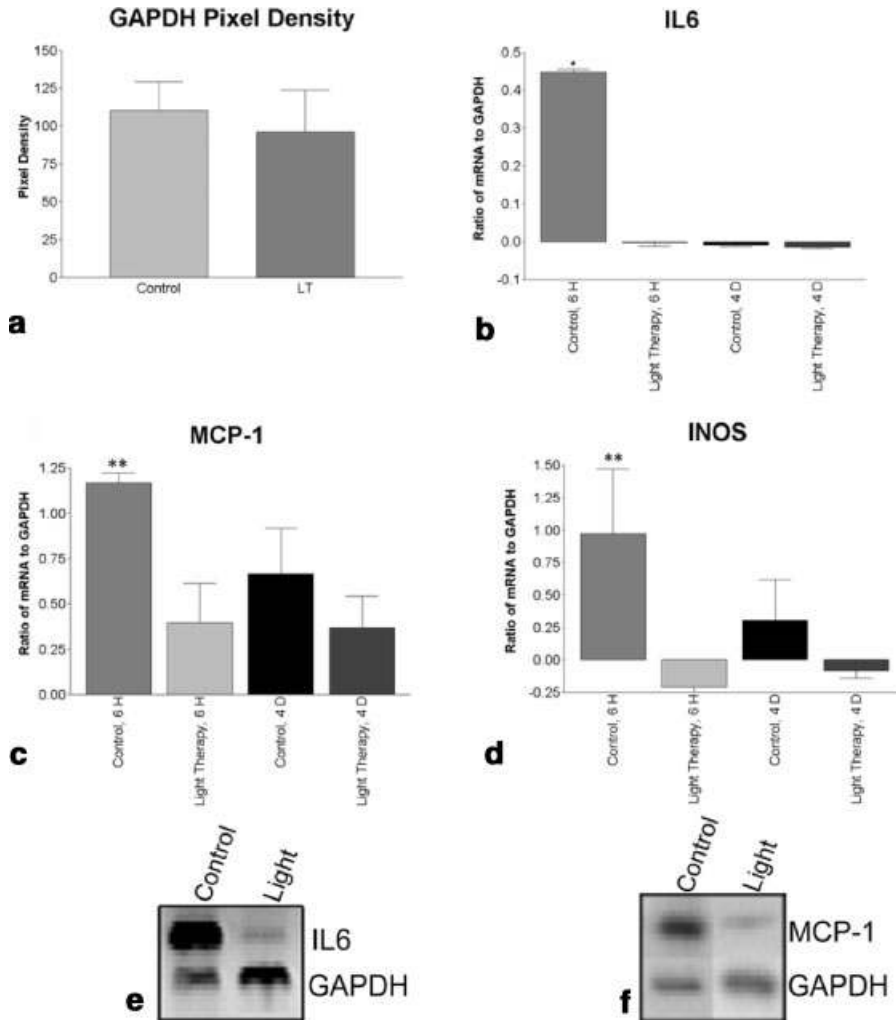 GAPDH Pixel Density
Pixel Density
150
125
100
75
50
25
0
Control
LT
a
IL6
Ratio of mRNA to GAPDH
0.5
0.4
0.3
0.2
0.1
0.0
-0.1
*
Control, 6 H
Light Therapy, 6 H
Control, 4 D
Light Therapy, 4 D
b
MCP-1
Ratio of mRNA to GAPDH
1.25
1.00
0.75
0.50
0.25
0.00
**
Control, 6 H
Light Therapy, 6 H
Control, 4 D
Light Therapy, 4 D
c
INOS
Ratio of mRNA to GAPDH
1.50
1.25
1.00
0.75
0.50
0.25
0.00
-0.25
**
Control, 6 H
Light Therapy, 6 H
Control, 4 D
Light Therapy, 4 D
d
Control
Light
IL6
GAPDH
e
Control
Light
MCP-1
GAPDH
f